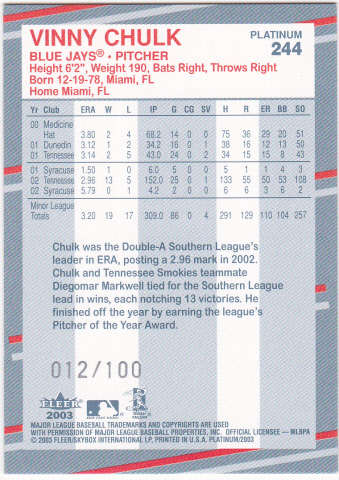 VINNY CHULK
PLATINUM
244
BLUE JAYS® • PITCHER
Height 6'2", Weight 190, Bats Right, Throws Right
Born 12-19-78, Miami, FL
Home Miami, FL
Yr Club ERA W L IP G CG SV H R ER BB SO
00 Medicine
Hat 3.80 2 4 68.2 14 0 0 75 36 29 20 51
01 Dunedin 3.12 1 2 34.2 16 0 1 38 16 12 13 50
01 Tennessee 3.14 2 5 43.0 24 0 2 34 15 15 8 43
01 Syracuse 1.50 1 0 6.0 5 0 0 5 1 1 4 3
02 Tennessee 2.96 13 5 152.0 25 0 1 133 55 50 53 108
02 Syracuse 5.79 0 1 4.2 2 0 0 6 3 3 6 2
Minor League
Totals 3.20 19 17 309.0 86 0 4 291 129 110 104 257
Chulk was the Double-A Southern League's
leader in ERA, posting a 2.96 mark in 2002.
Chulk and Tennessee Smokies teammate
Diegomar Markwell tied for the Southern League
lead in wins, each notching 13 victories. He
finished off the year by earning the league's
Pitcher of the Year Award.
012/100
FLEER
2003
MAJOR LEAGUE BASEBALL TRADEMARKS AND COPYRIGHTS ARE USED
WITH PERMISSION OF MAJOR LEAGUE BASEBALL PROPERTIES, INC. OFFICIAL LICENSEE — MLBPA
© 2003 FLEER/SKYBOX INTERNATIONAL LP, PRINTED IN U.S.A. PLATINUM/2003